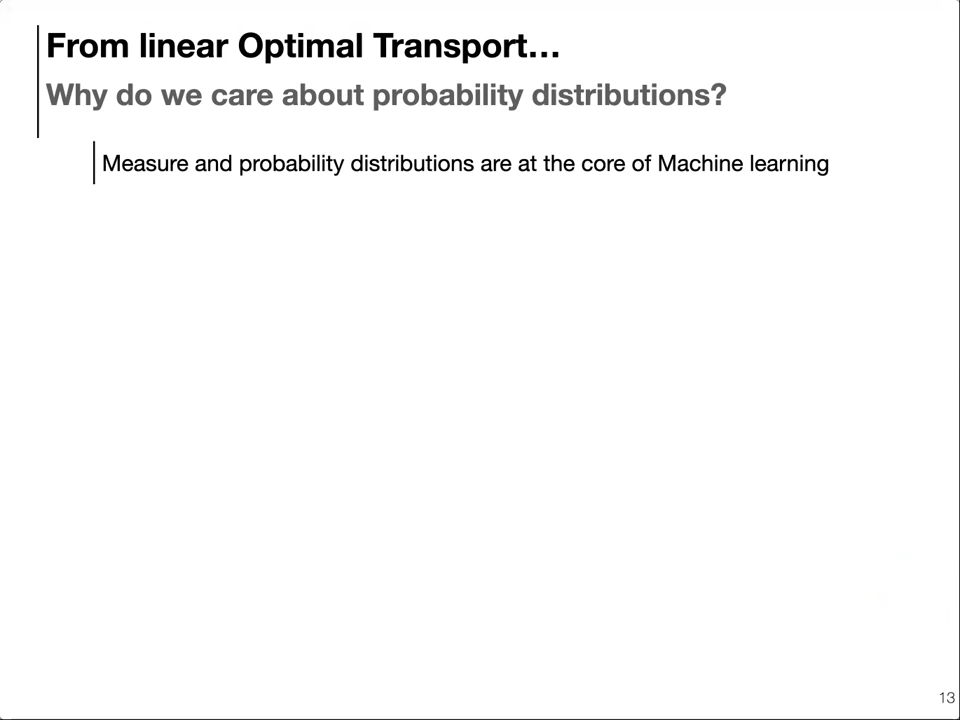 From linear Optimal Transport…
Why do we care about probability distributions?
Measure and probability distributions are at the core of Machine learning
13